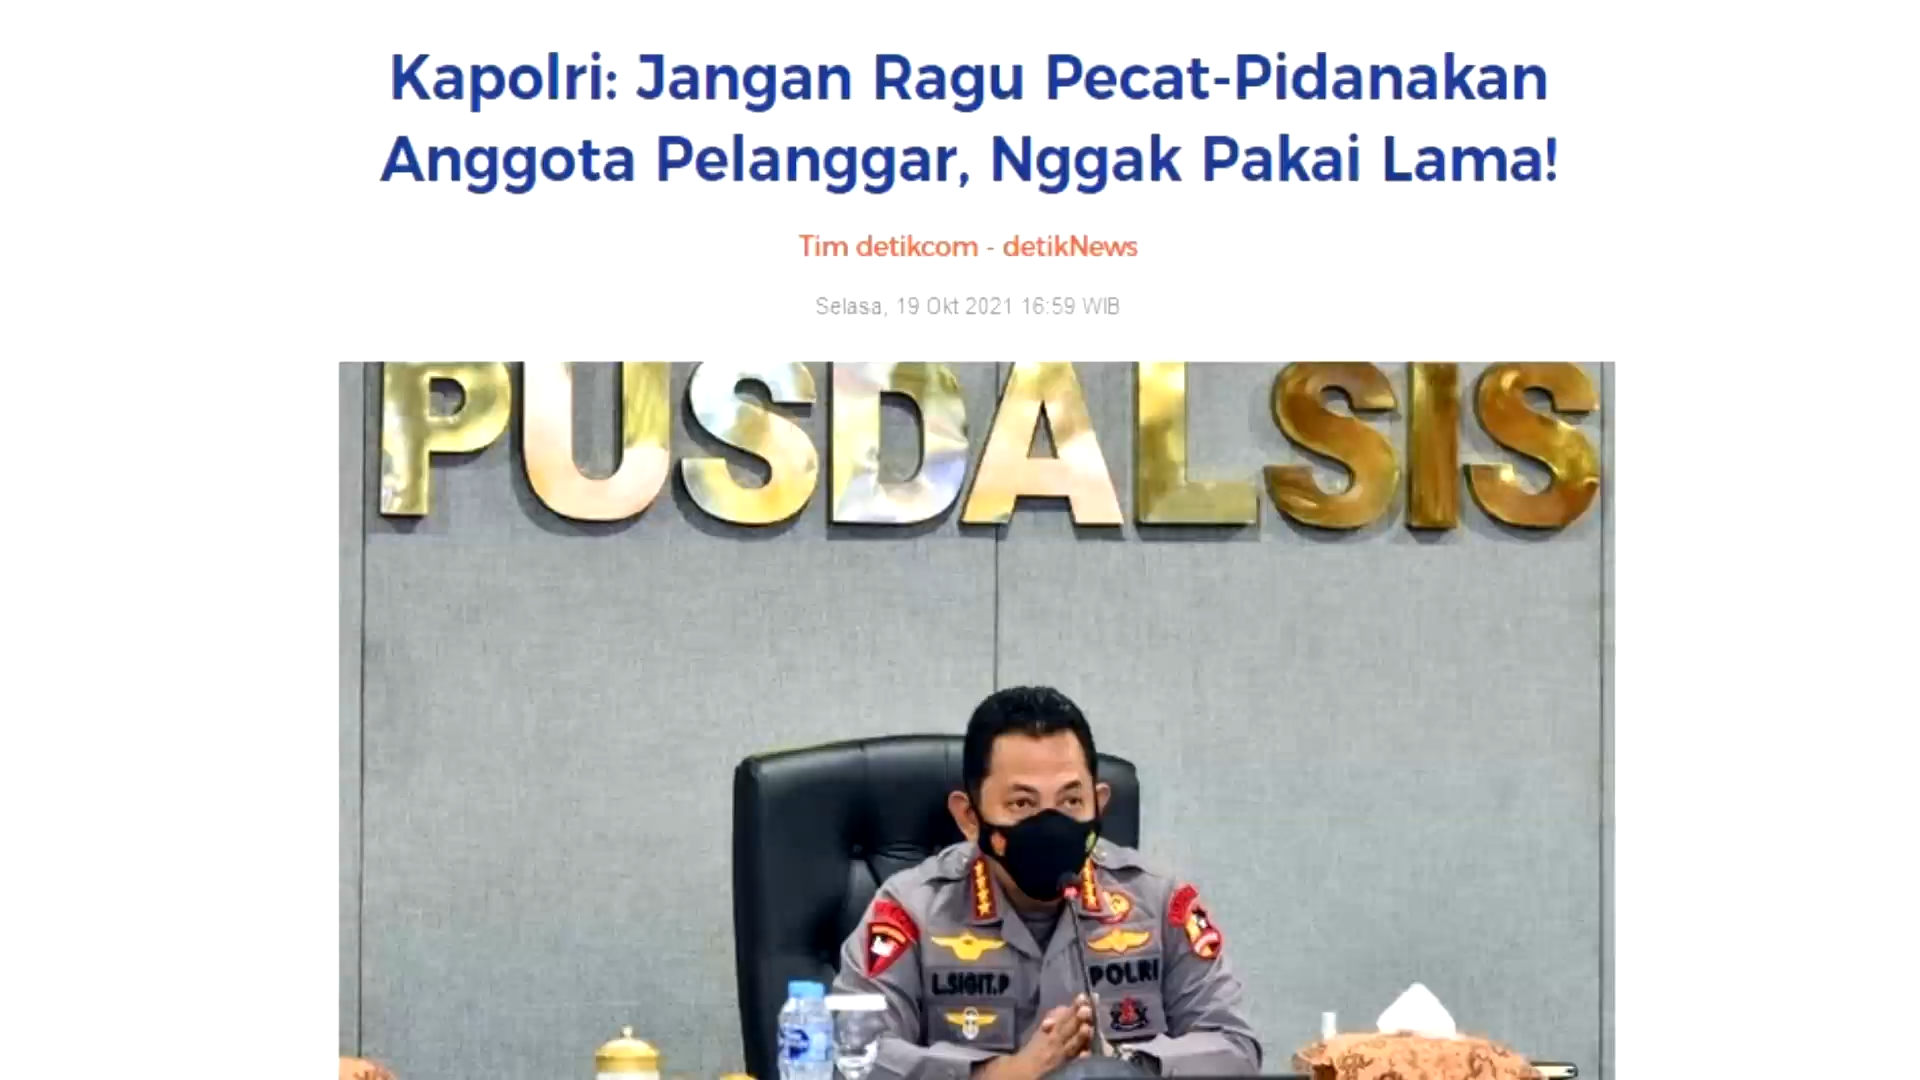 Kapolri: Jangan Ragu Pecat-Pidanakan
Anggota Pelanggar, Nggak Pakai Lama!
Tim detikcom - detikNews
Selasa, 19 Okt 2021 16:59 WIB
PUSDALSIS
L.SIGIT.P
POLRI